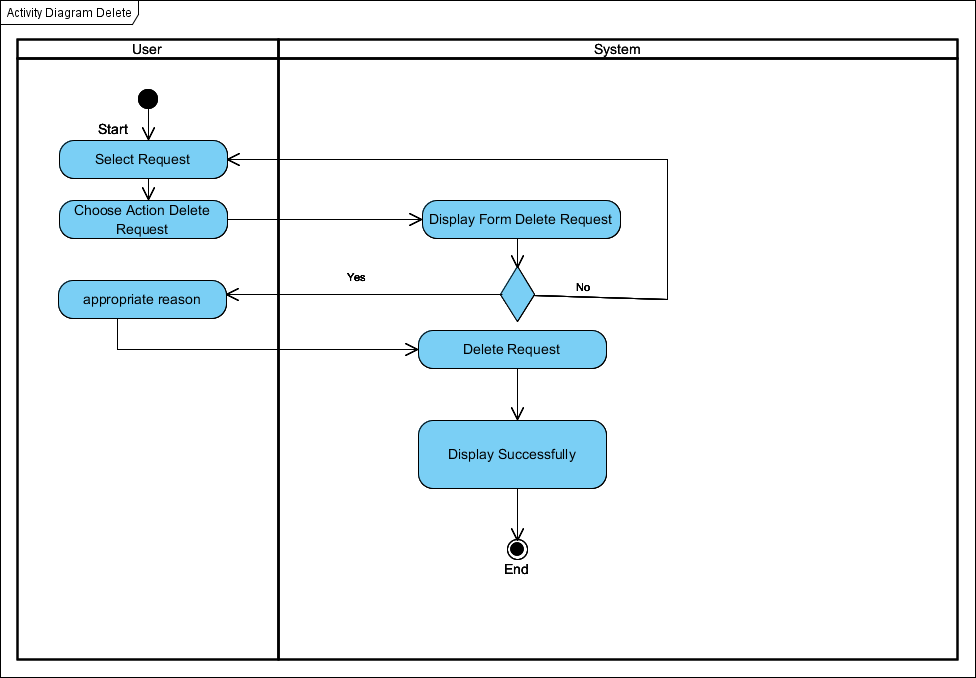 Activity Diagram Delete
User
System
Start
Select Request
Choose Action Delete
Request
Display Form Delete Request
Yes
No
appropriate reason
Delete Request
Display Successfully
End